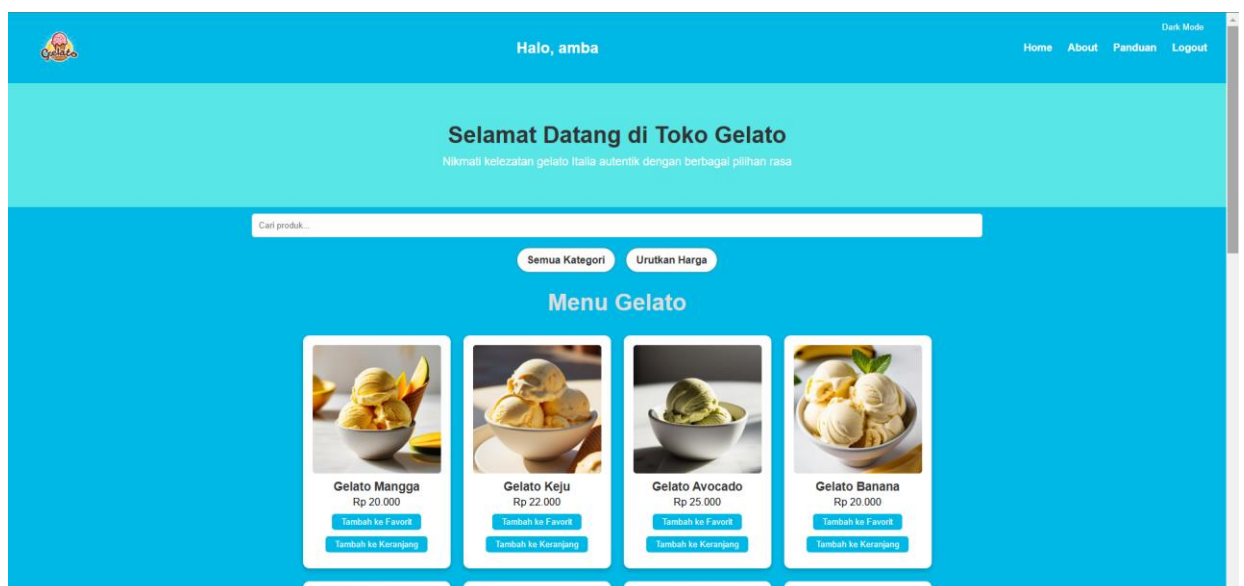 Gelato
Halo, amba
Dark Mode
Home About Panduan Logout
Selamat Datang di Toko Gelato
Nikmati kelezatan gelato Italia autentik dengan berbagai pilihan rasa
Cari produk...
Semua Kategori Urutkan Harga
Menu Gelato
Gelato Mangga
Rp 20.000
Tambah ke Favorit
Tambah ke Keranjang
Gelato Keju
Rp 22.000
Tambah ke Favorit
Tambah ke Keranjang
Gelato Avocado
Rp 25.000
Tambah ke Favorit
Tambah ke Keranjang
Gelato Banana
Rp 20.000
Tambah ke Favorit
Tambah ke Keranjang